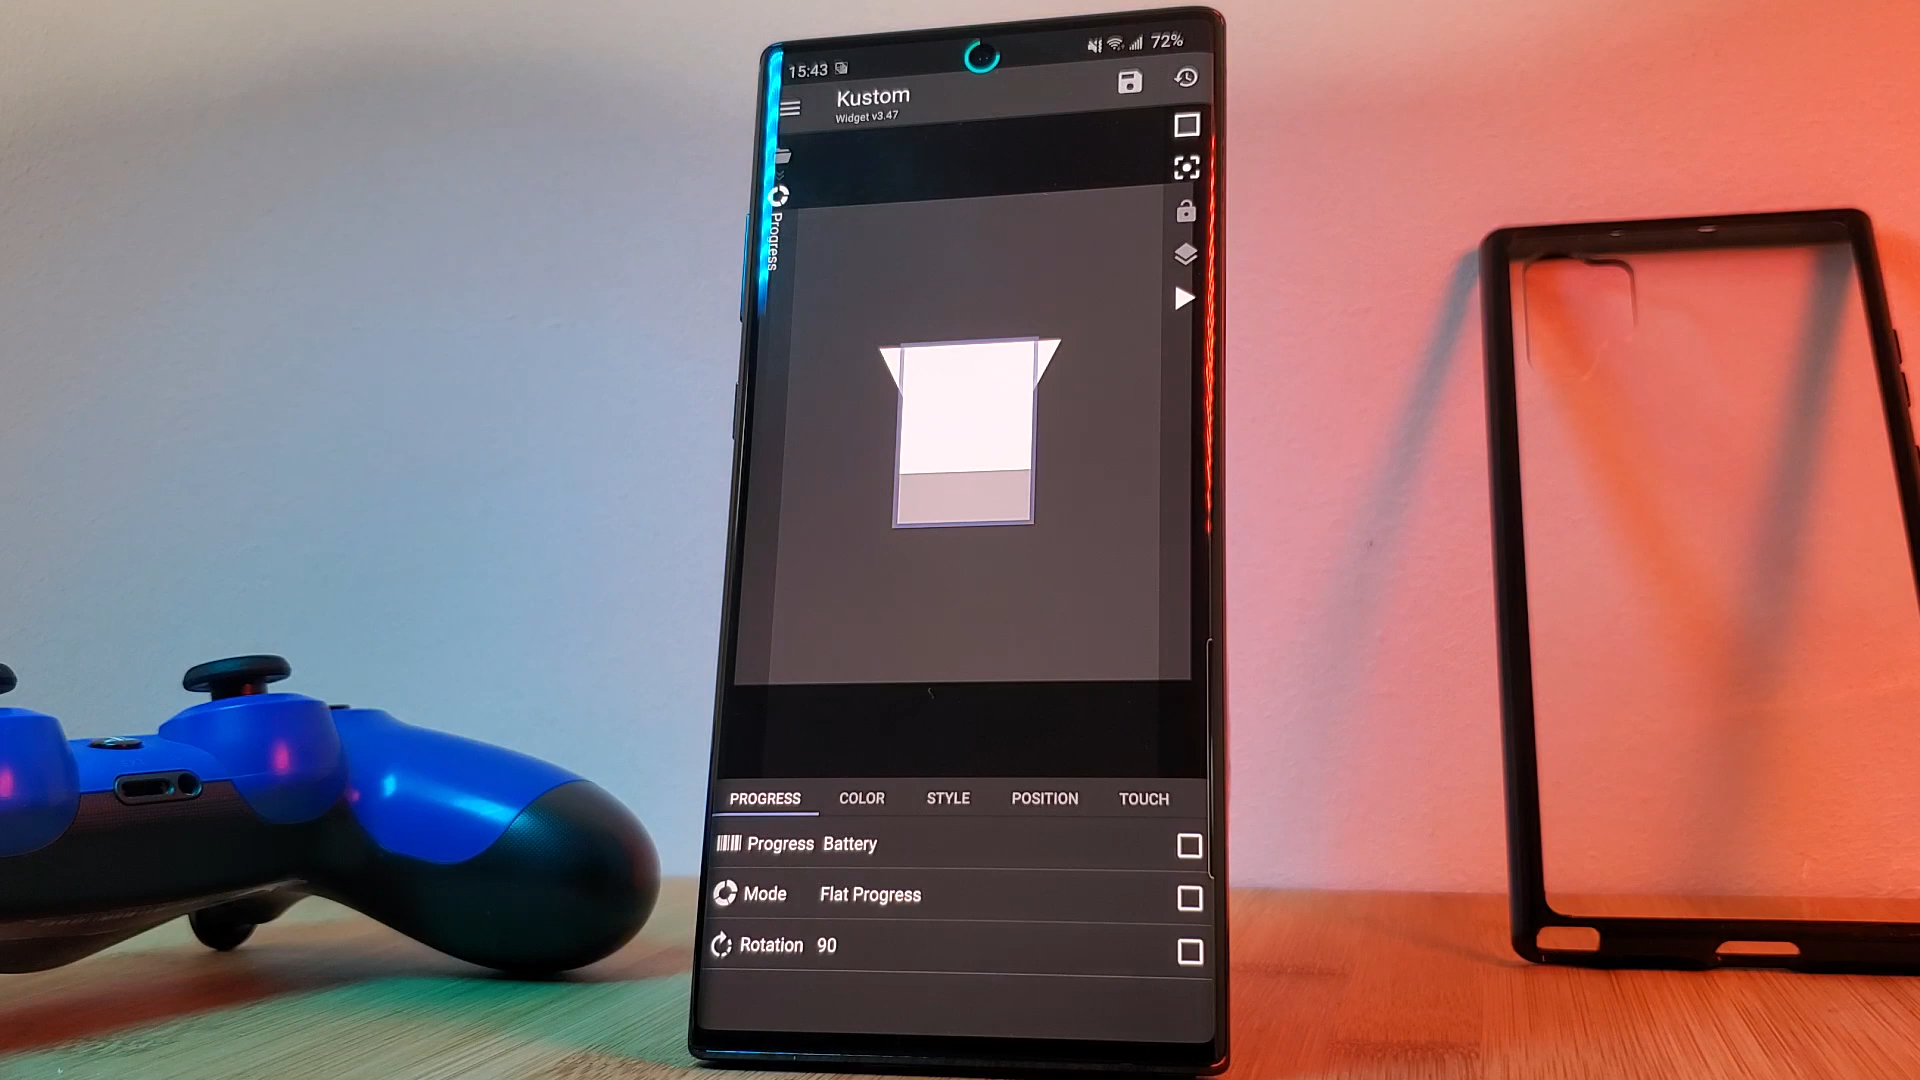 15:43
72%
Kustom
Widget v3.47
Progress
PROGRESS COLOR STYLE POSITION TOUCH
Progress Battery
Mode Flat Progress
Rotation 90